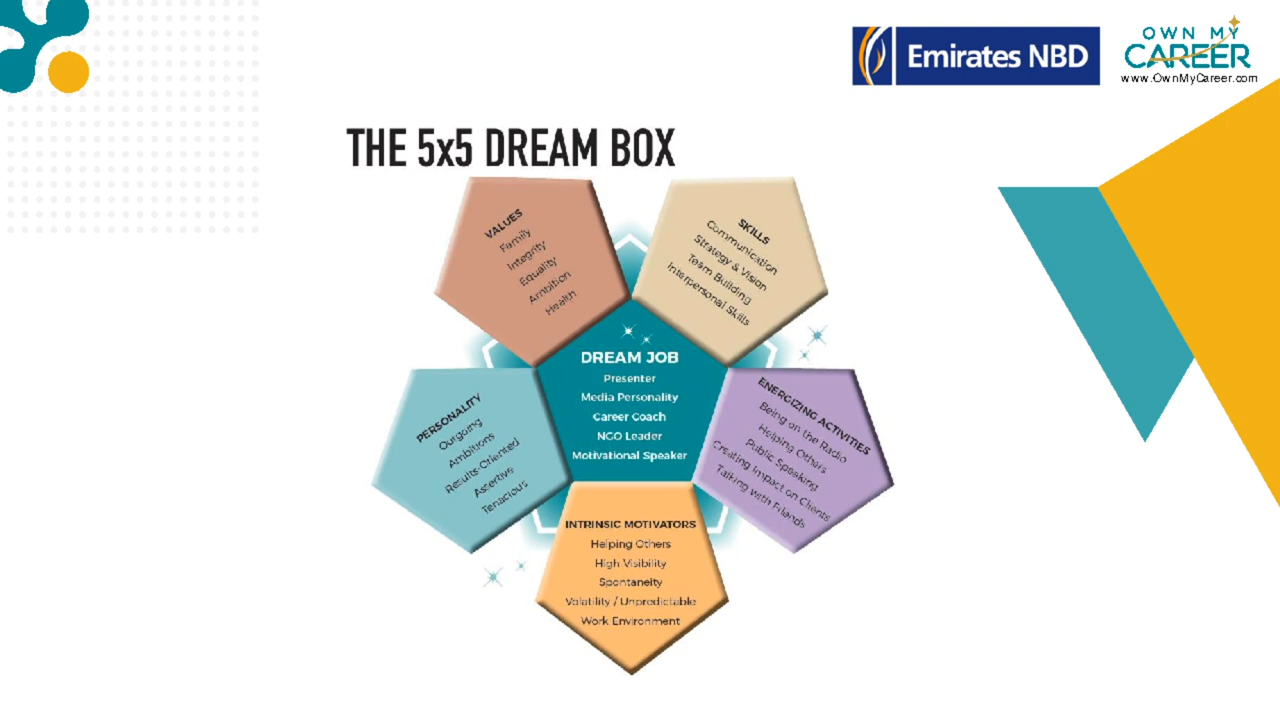 Emirates NBD
OWN MY
CAREER
www.OwnMyCareer.com
THE 5x5 DREAM BOX
VALUES
Family
Integrity
Equality
Ambition
Health
SKILLS
Communication
Strategy & Vision
Team Building
Interpersonal Skills
DREAM JOB
Presenter
Media Personality
Career Coach
NGO Leader
Motivational Speaker
PERSONALITY
Outgoing
Ambitions
Results-Oriented
Assertive
Tenacious
ENERGIZING ACTIVITIES
Being on the Radio
Helping Others
Public Speaking
Creating Impact on Clients
Talking with Friends
INTRINSIC MOTIVATORS
Helping Others
High Visibility
Spontaneity
Volatility / Unpredictable
Work Environment